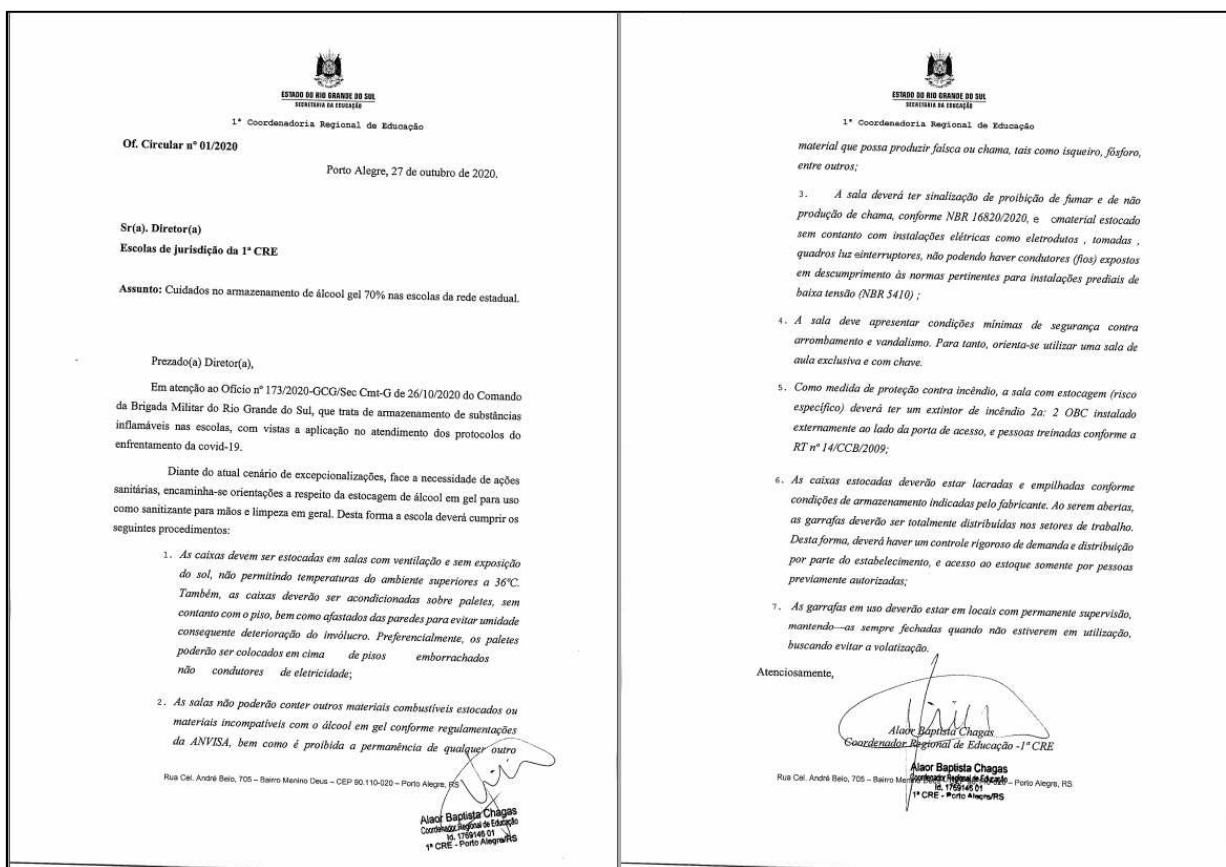 ESTADO DO RIO GRANDE DO SUL
SECRETARIA DA EDUCAÇÃO
1ª Coordenadoria Regional de Educação
Of. Circular nº 01/2020
Porto Alegre, 27 de outubro de 2020.
Sr(a). Diretor(a)
Escolas de jurisdição da 1ª CRE
Assunto: Cuidados no armazenamento de álcool gel 70% nas escolas da rede estadual.
Prezado(a) Diretor(a),
Em atenção ao Ofício nº 173/2020-GCG/Sec Cmt-G de 26/10/2020 do Comando
da Brigada Militar do Rio Grande do Sul, que trata de armazenamento de substâncias
inflamáveis nas escolas, com vistas a aplicação no atendimento dos protocolos do
enfrentamento da covid-19.
Diante do atual cenário de excepcionalizações, face a necessidade de ações
sanitárias, encaminha-se orientações a respeito da estocagem de álcool em gel para uso
como sanitizante para mãos e limpeza em geral. Desta forma a escola deverá cumprir os
seguintes procedimentos:
1. As caixas devem ser estocadas em salas com ventilação e sem exposição
do sol, não permitindo temperaturas do ambiente superiores a 36ºC.
Também, as caixas deverão ser acondicionadas sobre paletes, sem
contanto com o piso, bem como afastados das paredes para evitar umidade
consequente deterioração do invólucro. Preferencialmente, os paletes
poderão ser colocados em cima de pisos emborrachados
não condutores de eletricidade;
2. As salas não poderão conter outros materiais combustíveis estocados ou
materiais incompatíveis com o álcool em gel conforme regulamentações
da ANVISA, bem como é proibida a permanência de qualquer outro
Rua Cel. André Belo, 705 – Bairro Menino Deus – CEP 90.110-020 – Porto Alegre, RS
Alaor Baptista Chagas
Coordenador Regional de Educação
Id. 1759146 01
1ª CRE - Porto Alegre/RS
ESTADO DO RIO GRANDE DO SUL
SECRETARIA DA EDUCAÇÃO
1ª Coordenadoria Regional de Educação
material que possa produzir faísca ou chama, tais como isqueiro, fósforo,
entre outros;
3. A sala deverá ter sinalização de proibição de fumar e de não
produção de chama, conforme NBR 16820/2020, e omaterial estocado
sem contanto com instalações elétricas como eletrodutos , tomadas ,
quadros luz einterruptores, não podendo haver condutores (fios) expostos
em descumprimento às normas pertinentes para instalações prediais de
baixa tensão (NBR 5410) ;
4. A sala deve apresentar condições mínimas de segurança contra
arrombamento e vandalismo. Para tanto, orienta-se utilizar uma sala de
aula exclusiva e com chave.
5. Como medida de proteção contra incêndio, a sala com estocagem (risco
específico) deverá ter um extintor de incêndio 2a: 2 OBC instalado
externamente ao lado da porta de acesso, e pessoas treinadas conforme a
RT nº 14/CCB/2009;
6. As caixas estocadas deverão estar lacradas e empilhadas conforme
condições de armazenamento indicadas pelo fabricante. Ao serem abertas,
as garrafas deverão ser totalmente distribuídas nos setores de trabalho.
Desta forma, deverá haver um controle rigoroso de demanda e distribuição
por parte do estabelecimento, e acesso ao estoque somente por pessoas
previamente autorizadas;
7. As garrafas em uso deverão estar em locais com permanente supervisão,
mantendo—as sempre fechadas quando não estiverem em utilização,
buscando evitar a volatização.
Atenciosamente,
Alaor Baptista Chagas
Coordenador Regional de Educação -1ª CRE
Alaor Baptista Chagas
Coordenador Regional de Educação
Id. 1759146 01
1ª CRE - Porto Alegre/RS
Rua Cel. André Belo, 705 – Bairro Menino Deus – Porto Alegre, RS